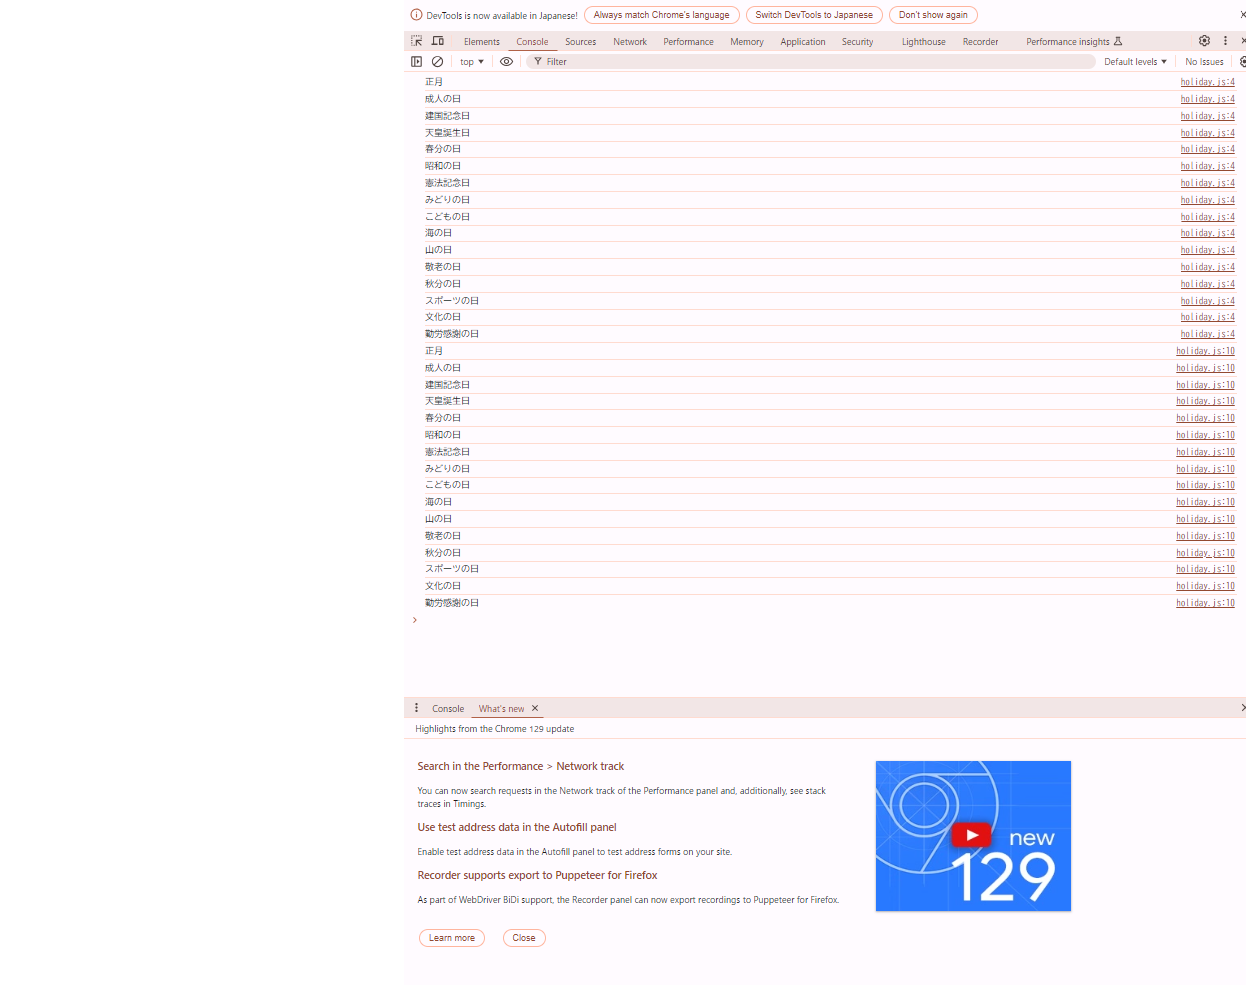 DevTools is now available in Japanese! Always match Chrome's language Switch DevTools to Japanese Don't show again
Elements Console Sources Network Performance Memory Application Security Lighthouse Recorder Performance insights
top Filter Default levels No Issues
正月 holiday.js:4
成人の日 holiday.js:4
建国記念日 holiday.js:4
天皇誕生日 holiday.js:4
春分の日 holiday.js:4
昭和の日 holiday.js:4
憲法記念日 holiday.js:4
みどりの日 holiday.js:4
こどもの日 holiday.js:4
海の日 holiday.js:4
山の日 holiday.js:4
敬老の日 holiday.js:4
秋分の日 holiday.js:4
スポーツの日 holiday.js:4
文化の日 holiday.js:4
勤労感謝の日 holiday.js:4
正月 holiday.js:10
成人の日 holiday.js:10
建国記念日 holiday.js:10
天皇誕生日 holiday.js:10
春分の日 holiday.js:10
昭和の日 holiday.js:10
憲法記念日 holiday.js:10
みどりの日 holiday.js:10
こどもの日 holiday.js:10
海の日 holiday.js:10
山の日 holiday.js:10
敬老の日 holiday.js:10
秋分の日 holiday.js:10
スポーツの日 holiday.js:10
文化の日 holiday.js:10
勤労感謝の日 holiday.js:10
Console What's new
Highlights from the Chrome 129 update
Search in the Performance > Network track
You can now search requests in the Network track of the Performance panel and, additionally, see stack
traces in Timings.
Use test address data in the Autofill panel
Enable test address data in the Autofill panel to test address forms on your site.
Recorder supports export to Puppeteer for Firefox
As part of WebDriver BiDi support, the Recorder panel can now export recordings to Puppeteer for Firefox.
Learn more Close
new
129